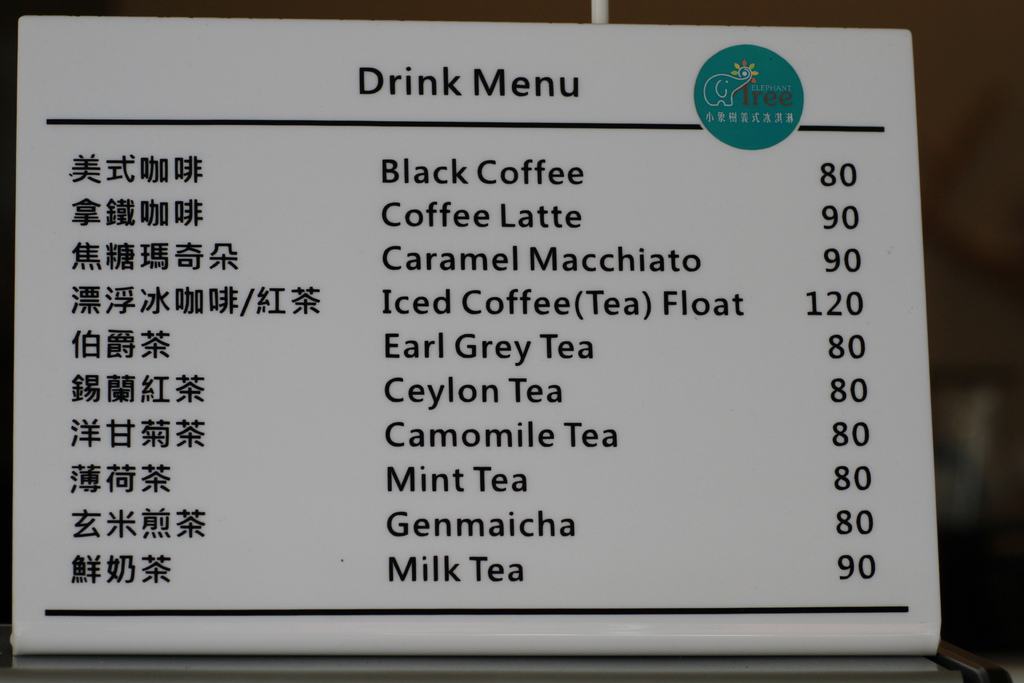 Drink Menu
ELEPHANT
Tree
小象樹義式冰淇淋
美式咖啡 Black Coffee 80
拿鐵咖啡 Coffee Latte 90
焦糖瑪奇朵 Caramel Macchiato 90
漂浮冰咖啡/紅茶 Iced Coffee(Tea) Float 120
伯爵茶 Earl Grey Tea 80
錫蘭紅茶 Ceylon Tea 80
洋甘菊茶 Camomile Tea 80
薄荷茶 Mint Tea 80
玄米煎茶 Genmaicha 80
鮮奶茶 Milk Tea 90